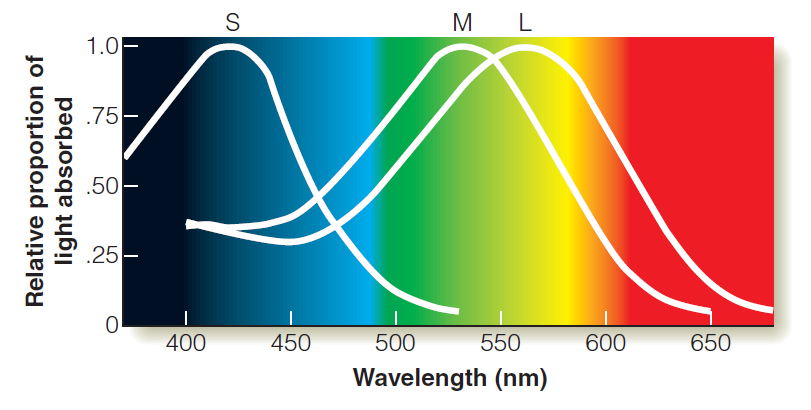 S M L
Relative proportion of
light absorbed
1.0
.75
.50
.25
0
400 450 500 550 600 650
Wavelength (nm)